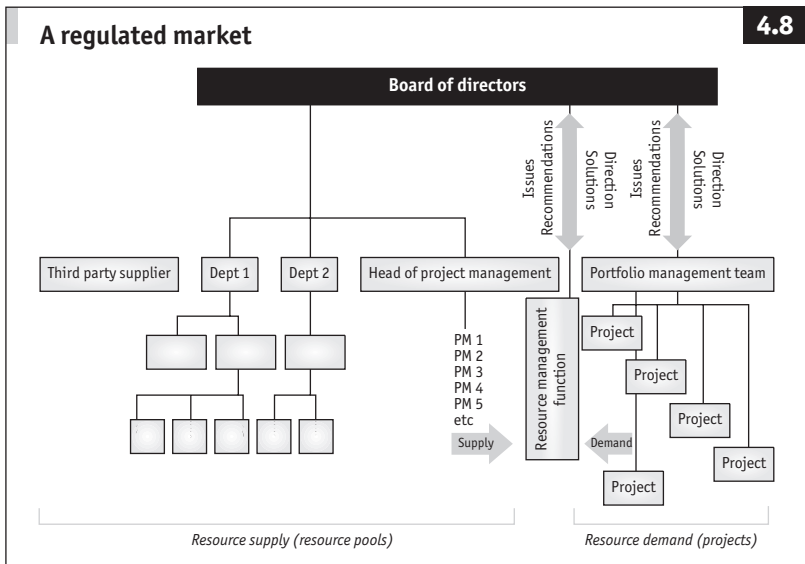 4.8
A regulated market
Board of directors
Issues
Recommendations
Direction
Solutions
Issues
Recommendations
Direction
Solutions
Third party supplier
Dept 1
Dept 2
Head of project management
Portfolio management team
PM 1
PM 2
PM 3
PM 4
PM 5
etc
Supply
Resource management
function
Demand
Project
Project
Project
Project
Project
Resource supply (resource pools)
Resource demand (projects)